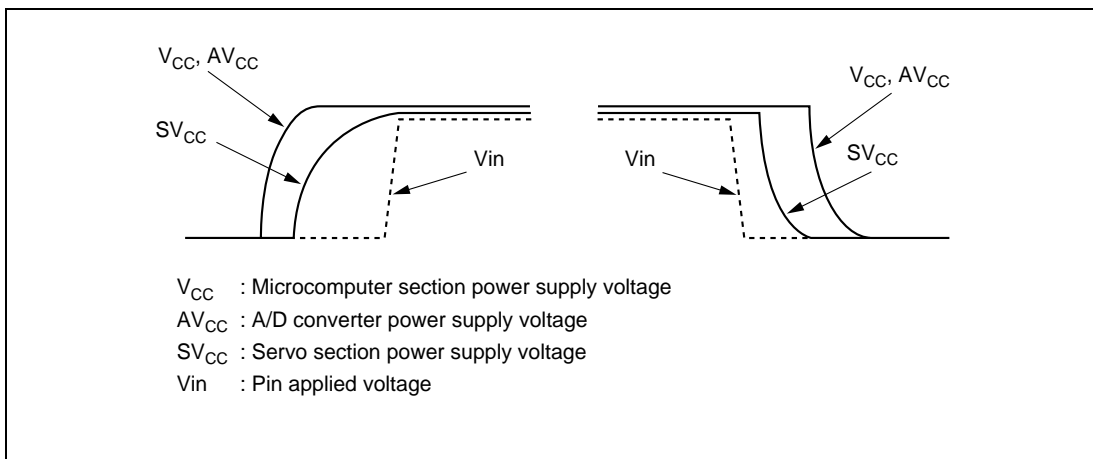 V_CC, AV_CC
V_CC, AV_CC
SV_CC
Vin
Vin
SV_CC
V_CC : Microcomputer section power supply voltage
AV_CC : A/D converter power supply voltage
SV_CC : Servo section power supply voltage
Vin : Pin applied voltage